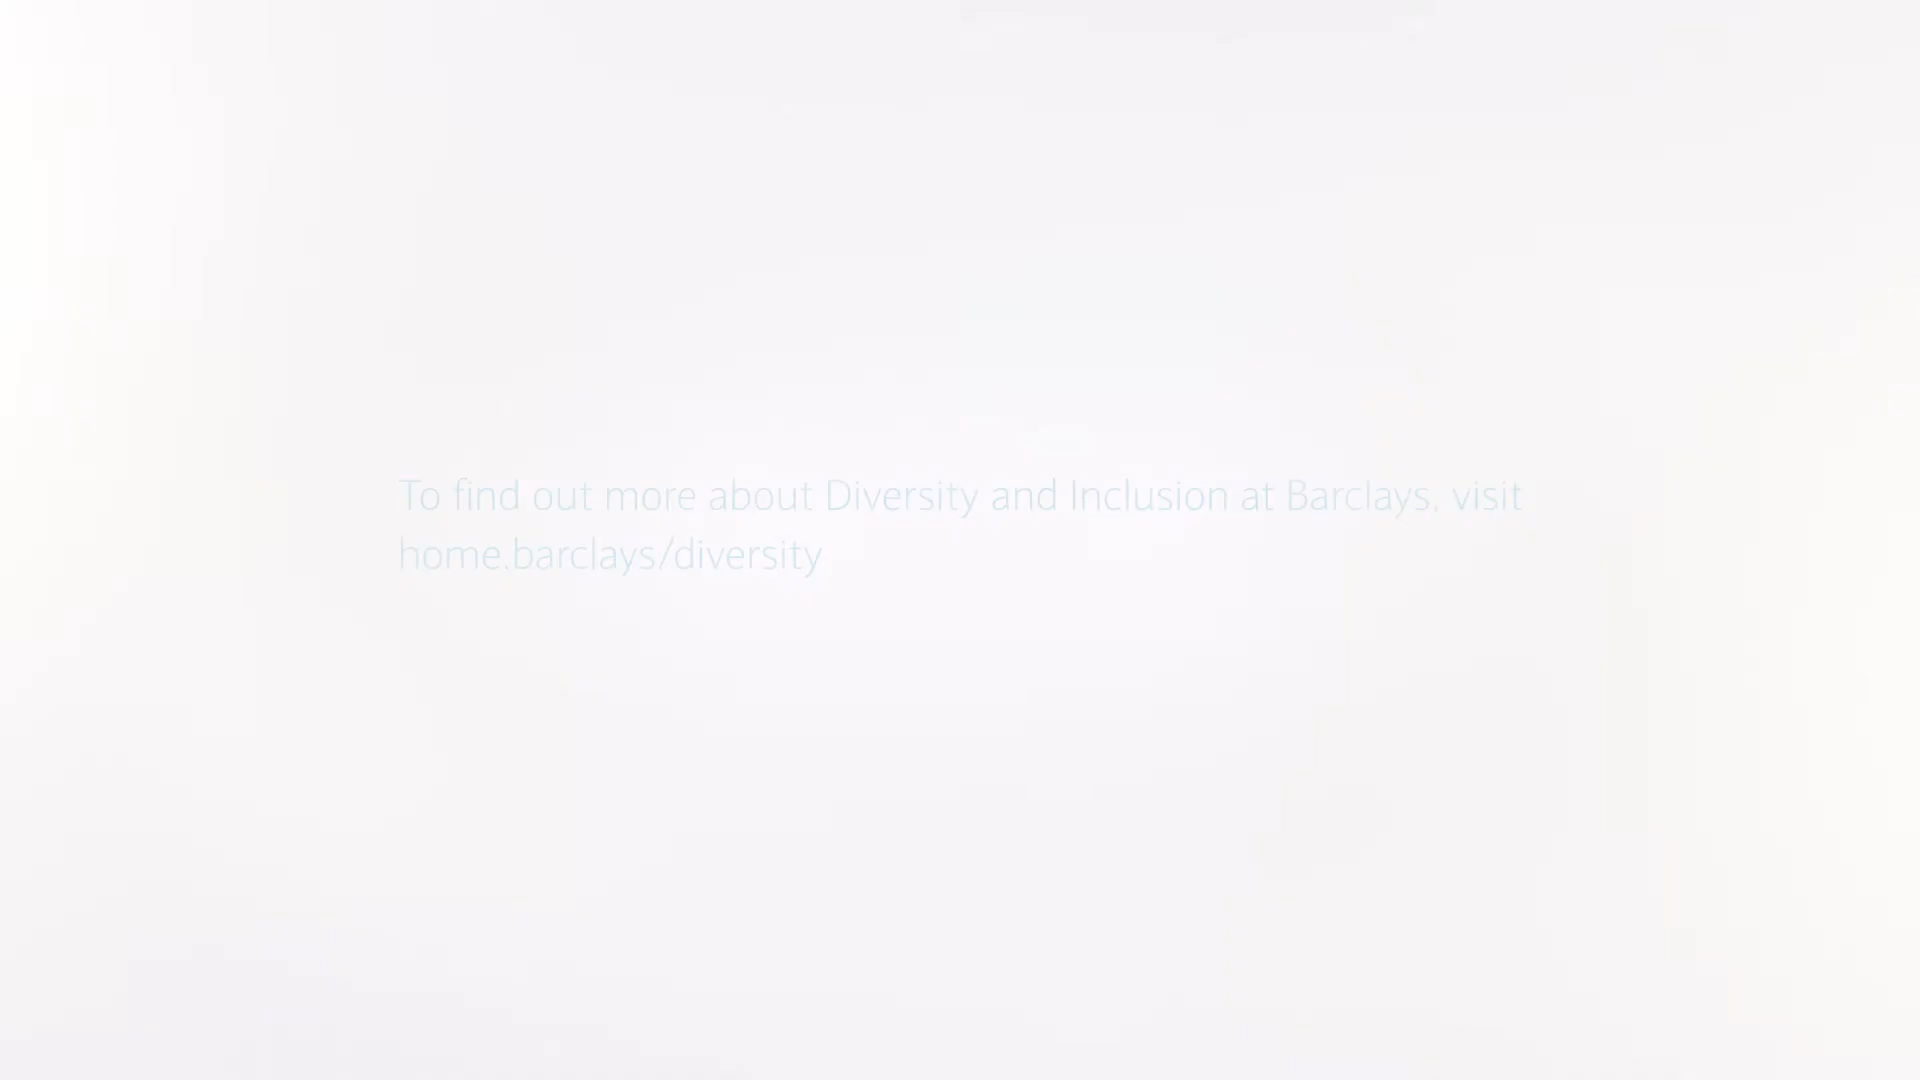 To find out more about Diversity and Inclusion at Barclays, visit
home.barclays/diversity